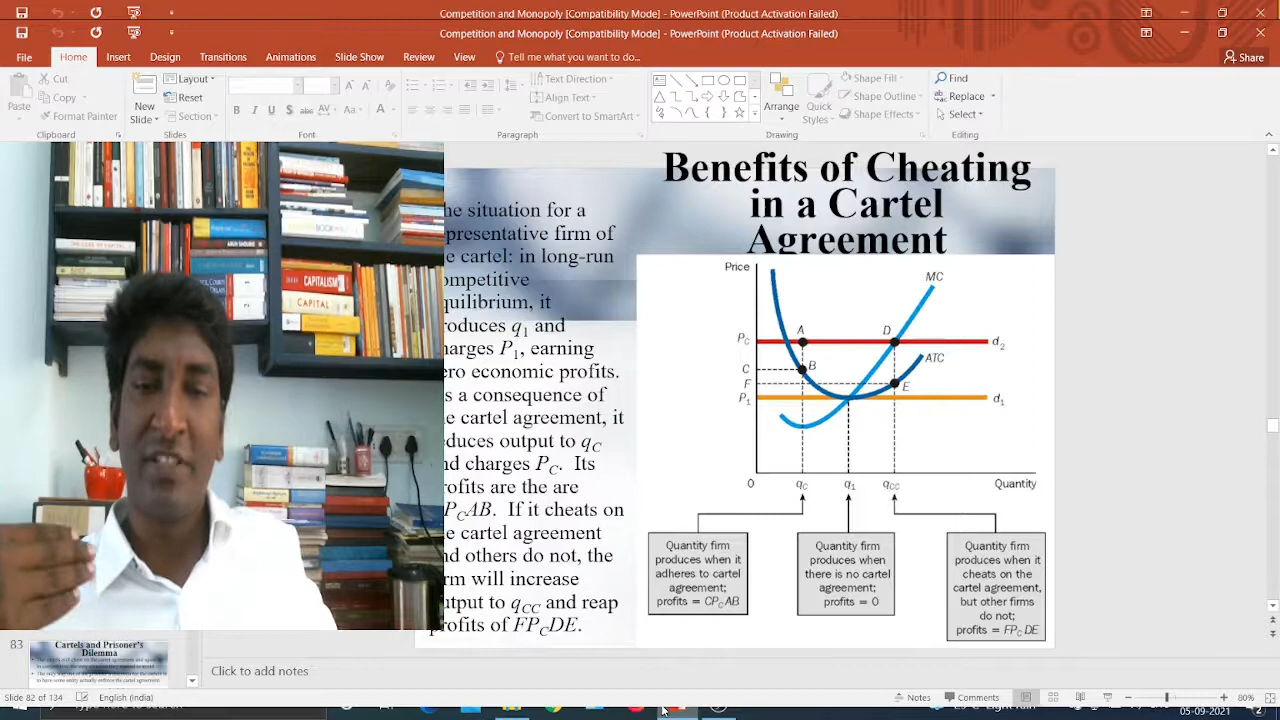 Competition and Monopoly [Compatibility Mode] - PowerPoint (Product Activation Failed)
Competition and Monopoly [Compatibility Mode] - PowerPoint (Product Activation Failed)
File Home Insert Design Transitions Animations Slide Show Review View Tell me what you want to do... Share
Paste
Cut
Copy
Format Painter
New
Slide
Layout
Reset
Section
B I U S abc AV Aa A
Text Direction
Align Text
Convert to SmartArt
Arrange
Quick
Styles
Shape Fill
Shape Outline
Shape Effects
Find
Replace
Select
Clipboard Slides Font Paragraph Drawing Editing
Benefits of Cheating
in a Cartel
Agreement
he situation for a
presentative firm of
e cartel: in long-run
ompetitive
quilibrium, it
roduces q1 and
harges P1, earning
ero economic profits.
s a consequence of
e cartel agreement, it
educes output to qC
nd charges PC. Its
rofits are the are
PCAB. If it cheats on
e cartel agreement
nd others do not, the
rm will increase
utput to qCC and reap
profits of FPCDE.
Price
MC
A
D
PC
d2
C
B
ATC
F
E
P1
d1
0 qC q1 qCC Quantity
Quantity firm
produces when it
adheres to cartel
agreement;
profits = CPCAB
Quantity firm
produces when
there is no cartel
agreement;
profits = 0
Quantity firm
produces when it
cheats on the
cartel agreement,
but other firms
do not;
profits = FPCDE
CAPITALISM
CAPITAL
83
Cartels and Prisoner's
Dilemma
Click to add notes
Slide 82 of 134 English (India) Notes Comments 80%
05-09-2021